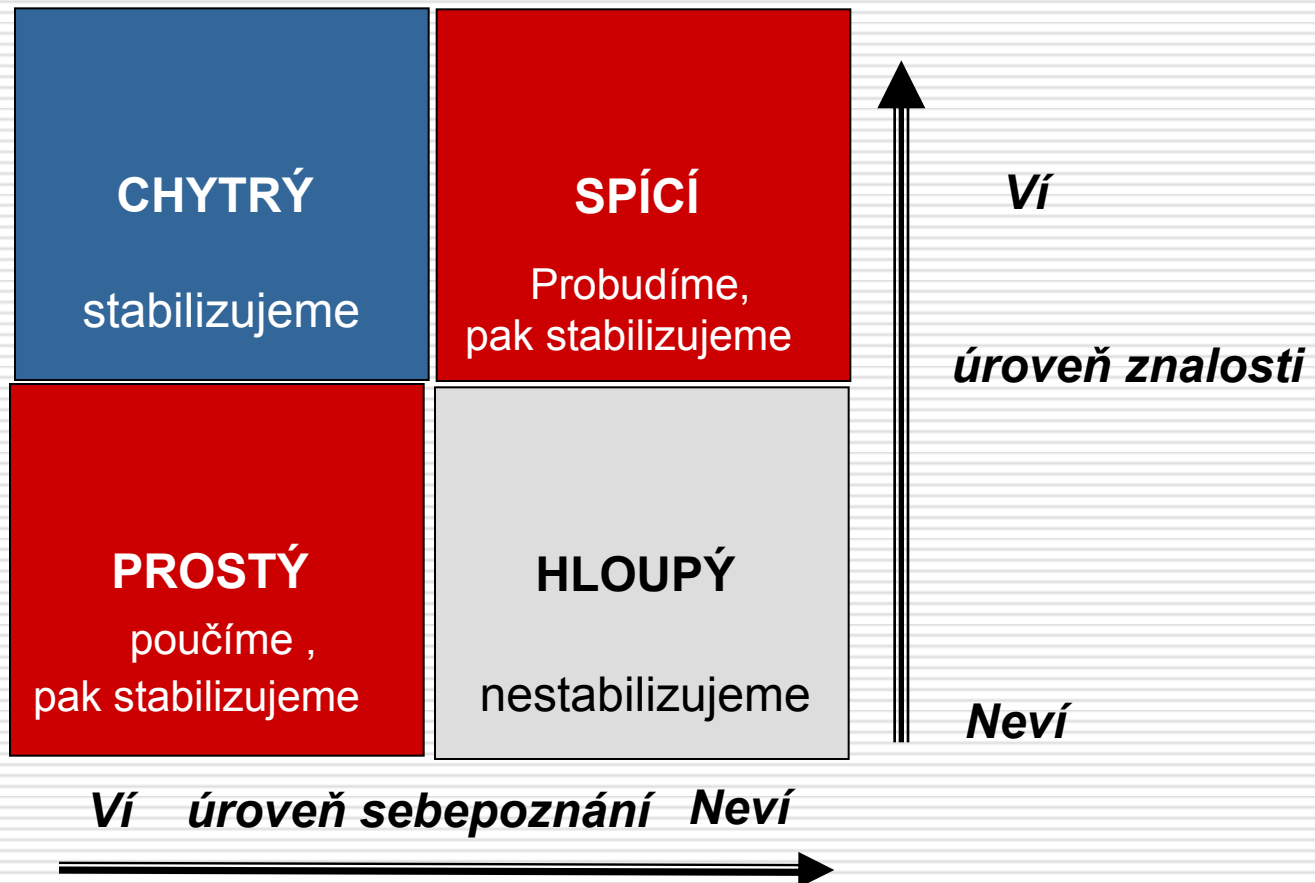 CHYTRÝ
stabilizujeme
SPÍCÍ
Probudíme,
pak stabilizujeme
PROSTÝ
poučíme ,
pak stabilizujeme
HLOUPÝ
nestabilizujeme
Ví
úroveň znalosti
Neví
Ví úroveň sebepoznání Neví